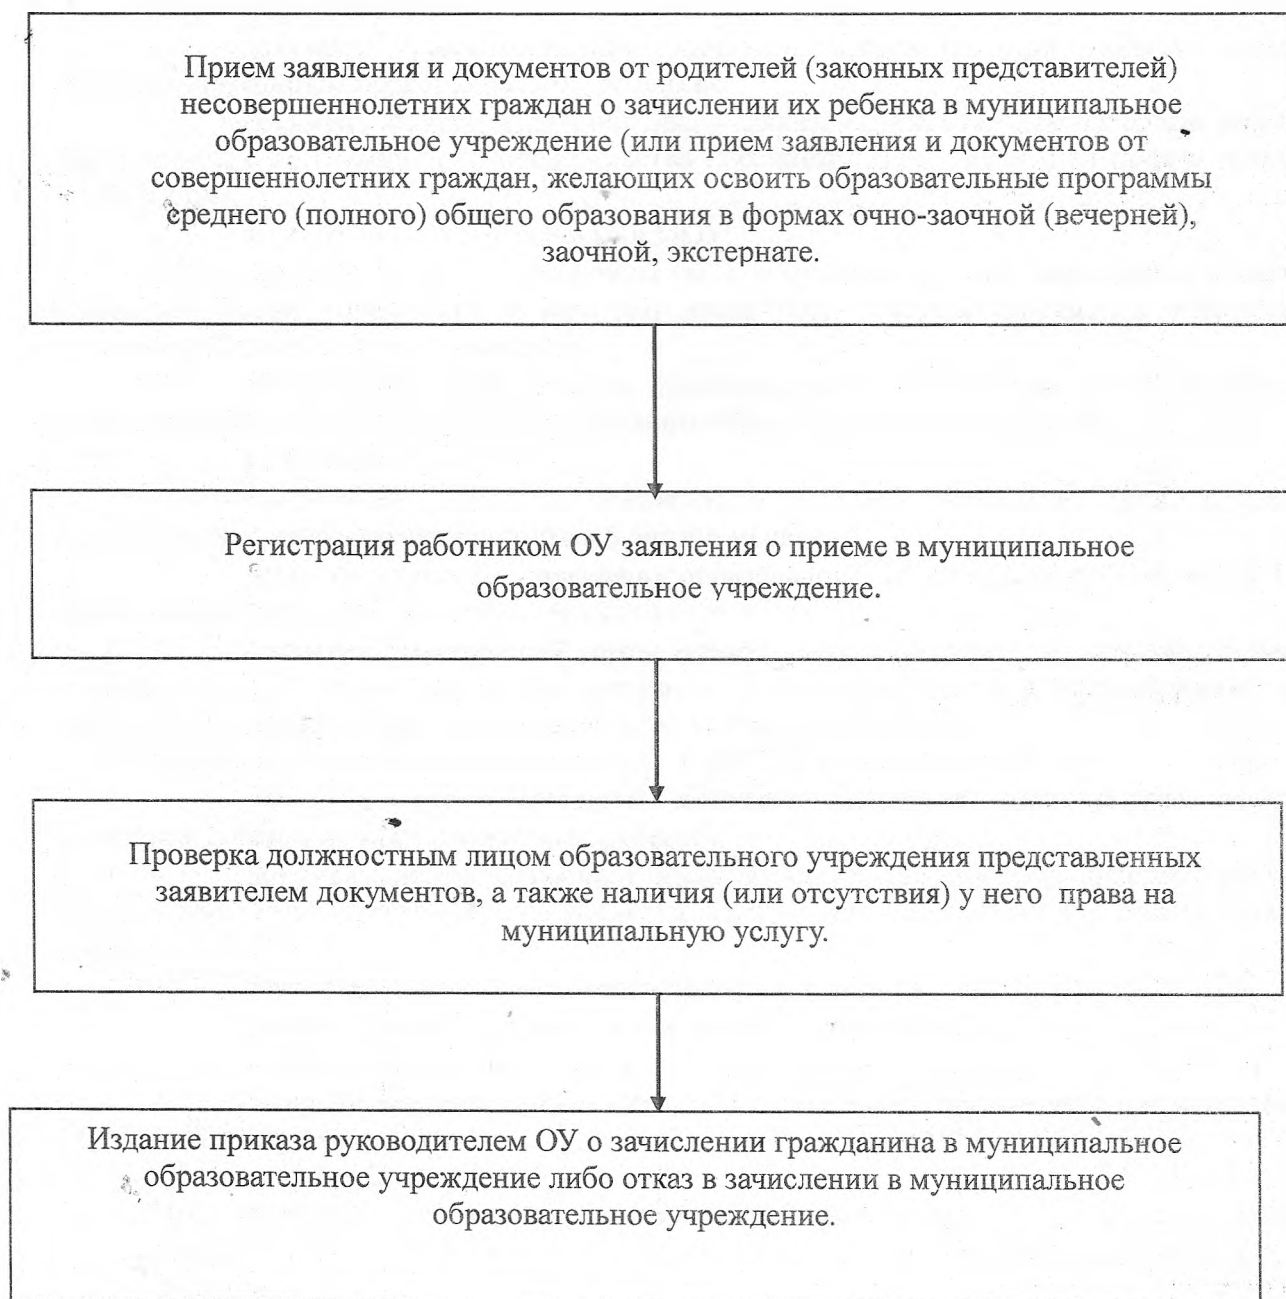 Прием заявления и документов от родителей (законных представителей)
несовершеннолетних граждан о зачислении их ребенка в муниципальное
образовательное учреждение (или прием заявления и документов от
совершеннолетних граждан, желающих освоить образовательные программы
среднего (полного) общего образования в формах очно-заочной (вечерней),
заочной, экстернате.
Регистрация работником ОУ заявления о приеме в муниципальное
образовательное учреждение.
Проверка должностным лицом образовательного учреждения представленных
заявителем документов, а также наличия (или отсутствия) у него права на
муниципальную услугу.
Издание приказа руководителем ОУ о зачислении гражданина в муниципальное
образовательное учреждение либо отказ в зачислении в муниципальное
образовательное учреждение.